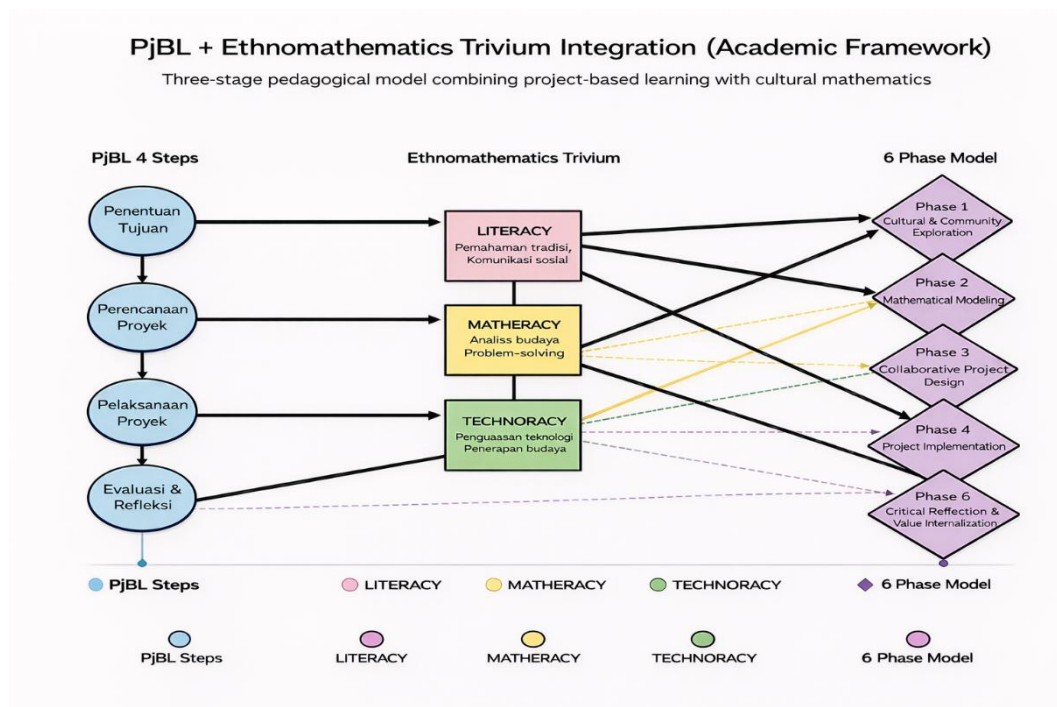 PjBL + Ethnomathematics Trivium Integration (Academic Framework)
Three-stage pedagogical model combining project-based learning with cultural mathematics
PjBL 4 Steps
Ethnomathematics Trivium
6 Phase Model
Penentuan
Tujuan
Perencanaan
Proyek
Pelaksanaan
Proyek
Evaluasi &
Refleksi
LITERACY
Pemahaman tradisi,
Komunikasi sosial
MATHERACY
Analiss budaya
Problem-solving
TECHNORACY
Penguaasan teknologi
Penerapan budaya
Phase 1
Cultural & Community
Exploration
Phase 2
Mathematical Modeling
Phase 3
Collaborative Project
Design
Phase 4
Project Implementation
Phase 6
Critical Reffection &
Value Internalization
PjBL Steps
LITERACY
MATHERACY
TECHNORACY
6 Phase Model
PjBL Steps
LITERACY
MATHERACY
TECHNORACY
6 Phase Model